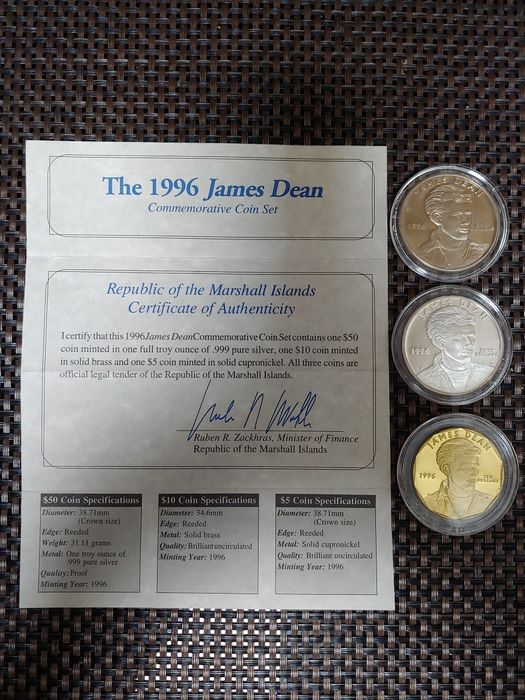 The 1996 James Dean
Commemorative Coin Set
Republic of the Marshall Islands
Certificate of Authenticity
I certify that this 1996 James Dean Commemorative Coin Set contains one $50
coin minted in one full troy ounce of .999 pure silver, one $10 coin minted
in solid brass and one $5 coin minted in solid cupronickel. All three coins are
official legal tender of the Republic of the Marshall Islands.
Ruben R. Zackhras, Minister of Finance
Republic of the Marshall Islands
$50 Coin Specifications
Diameter: 38.71mm
(Crown size)
Edge: Reeded
Weight: 31.11 grams
Metal: One troy ounce of
.999 pure silver
Quality: Proof
Minting Year: 1996
$10 Coin Specifications
Diameter: 34.6mm
Edge: Reeded
Metal: Solid brass
Quality: Brilliant uncirculated
Minting Year: 1996
$5 Coin Specifications
Diameter: 38.71mm
(Crown size)
Edge: Reeded
Metal: Solid cupronickel
Quality: Brilliant uncirculated
Minting Year: 1996
JAMES DEAN
1996
JAMES DEAN
1996
DOLLARS
JAMES DEAN
1996
TEN
DOLLARS